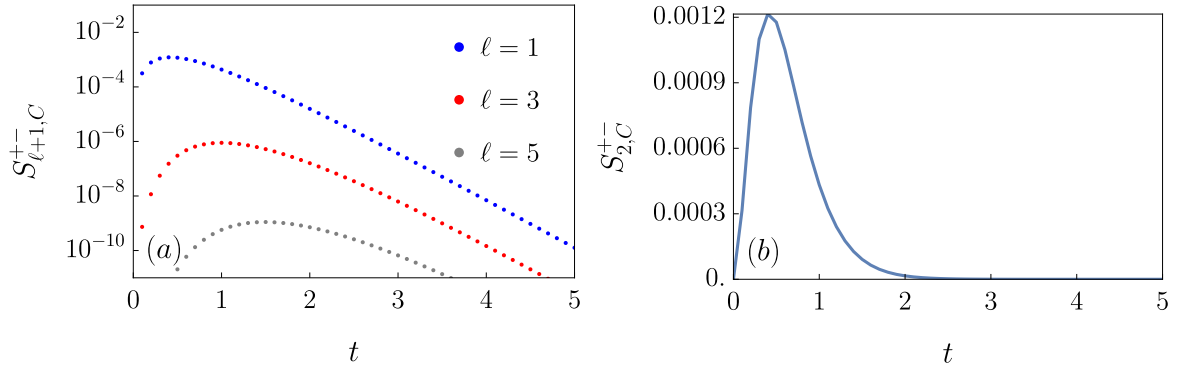 10^{-2}
10^{-4}
10^{-6}
10^{-8}
10^{-10}
S^{+-}_{ℓ+1,C}
ℓ = 1
ℓ = 3
ℓ = 5
(a)
0 1 2 3 4 5
t
0.0012
0.0009
0.0006
0.0003
0.
S^{+-}_{2,C}
(b)
0 1 2 3 4 5
t